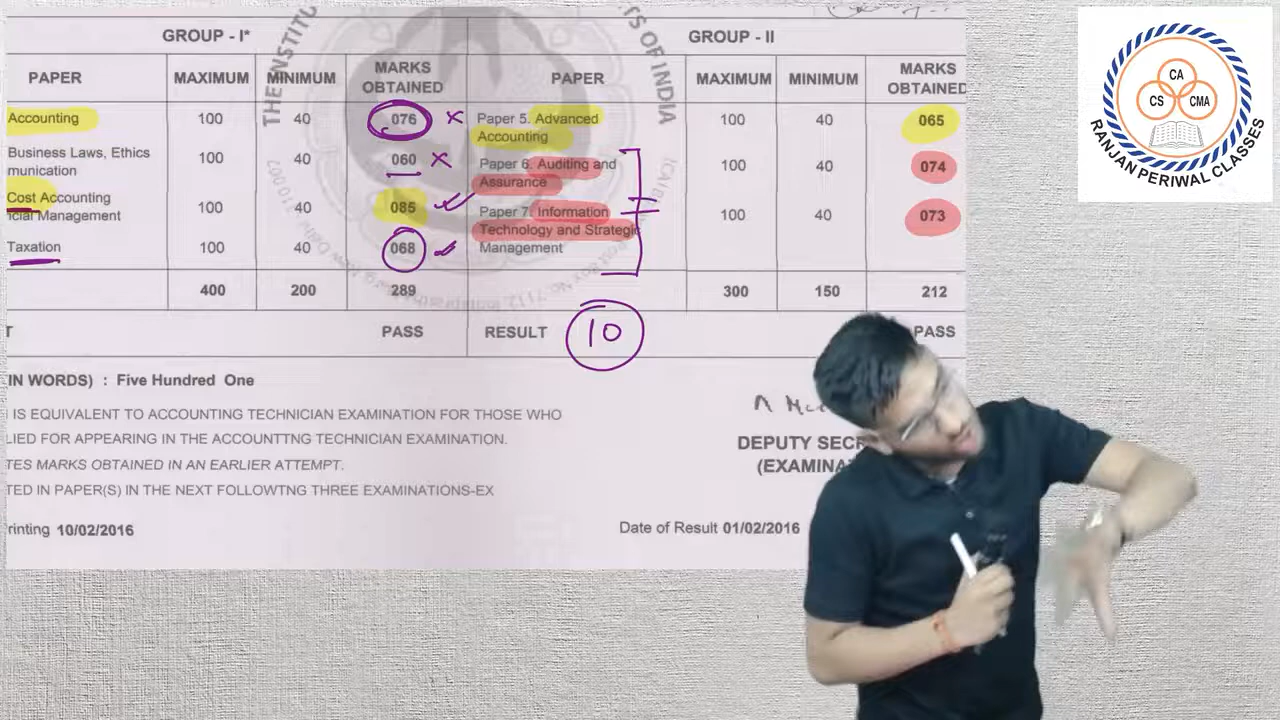 GROUP - I*
GROUP - II
PAPER
MAXIMUM
MINIMUM
MARKS
OBTAINED
PAPER
MAXIMUM
MINIMUM
MARKS
OBTAINED
Accounting
100
40
076
Paper 5. Advanced
Accounting
100
40
065
Business Laws, Ethics
munication
100
40
060
Paper 6. Auditing and
Assurance
100
40
074
Cost Accounting
icial Management
100
40
085
Paper 7. Information
Technology and Strategic
Management
100
40
073
Taxation
100
40
068
400
200
300
150
212
T
PASS
RESULT
10
PASS
IN WORDS) : Five Hundred One
IS EQUIVALENT TO ACCOUNTING TECHNICIAN EXAMINATION FOR THOSE WHO
LIED FOR APPEARING IN THE ACCOUNTTNG TECHNICIAN EXAMINATION.
TES MARKS OBTAINED IN AN EARLIER ATTEMPT.
TED IN PAPER(S) IN THE NEXT FOLLOWTNG THREE EXAMINATIONS-EX
DEPUTY SECR
(EXAMINA
rinting 10/02/2016
Date of Result 01/02/2016
THE INSTITU
TS OF INDIA
CA
CS
CMA
RANJAN PERIWAL CLASSES